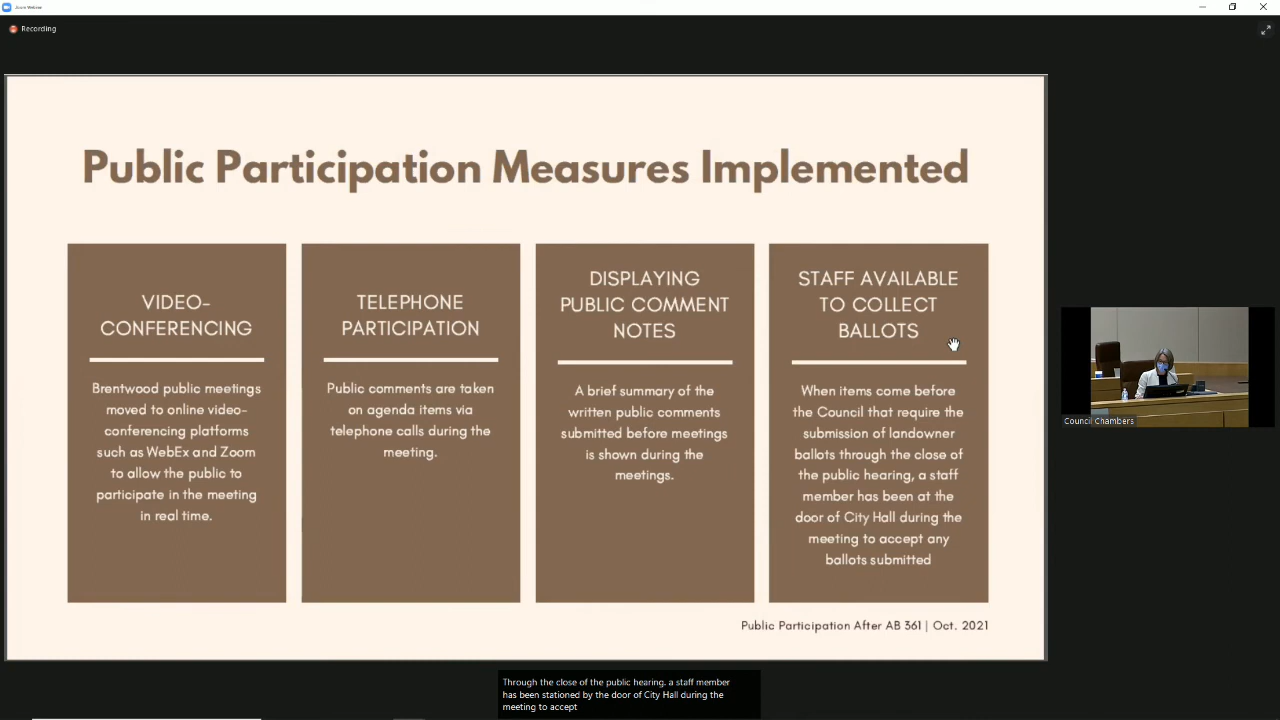 Zoom Webinar
Recording
Public Participation Measures Implemented
VIDEO-
CONFERENCING
Brentwood public meetings
moved to online video-
conferencing platforms
such as WebEx and Zoom
to allow the public to
participate in the meeting
in real time.
TELEPHONE
PARTICIPATION
Public comments are taken
on agenda items via
telephone calls during the
meeting.
DISPLAYING
PUBLIC COMMENT
NOTES
A brief summary of the
written public comments
submitted before meetings
is shown during the
meetings.
STAFF AVAILABLE
TO COLLECT
BALLOTS
When items come before
the Council that require the
submission of landowner
ballots through the close of
the public hearing, a staff
member has been at the
door of City Hall during the
meeting to accept any
ballots submitted
Public Participation After AB 361 | Oct. 2021
Council Chambers
Through the close of the public hearing. a staff member
has been stationed by the door of City Hall during the
meeting to accept